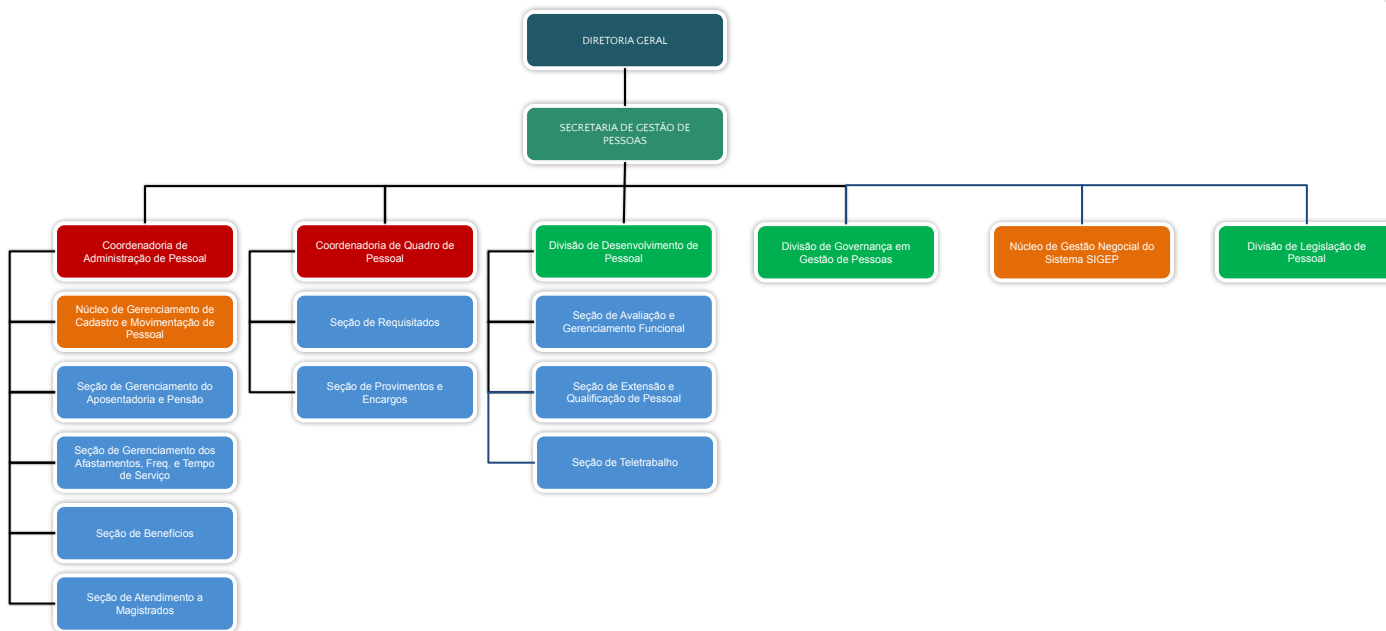 DIRETORIA GERAL
SECRETARIA DE GESTÃO DE
PESSOAS
Coordenadoria de
Administração de Pessoal
Núcleo de Gerenciamento de
Cadastro e Movimentação de
Pessoal
Seção de Gerenciamento do
Aposentadoria e Pensão
Seção de Gerenciamento dos
Afastamentos, Freq. e Tempo
de Serviço
Seção de Benefícios
Seção de Atendimento a
Magistrados
Coordenadoria de Quadro de
Pessoal
Seção de Requisitados
Seção de Provimentos e
Encargos
Divisão de Desenvolvimento de
Pessoal
Seção de Avaliação e
Gerenciamento Funcional
Seção de Extensão e
Qualificação de Pessoal
Seção de Teletrabalho
Divisão de Governança em
Gestão de Pessoas
Núcleo de Gestão Negocial do
Sistema SIGEP
Divisão de Legislação de
Pessoal